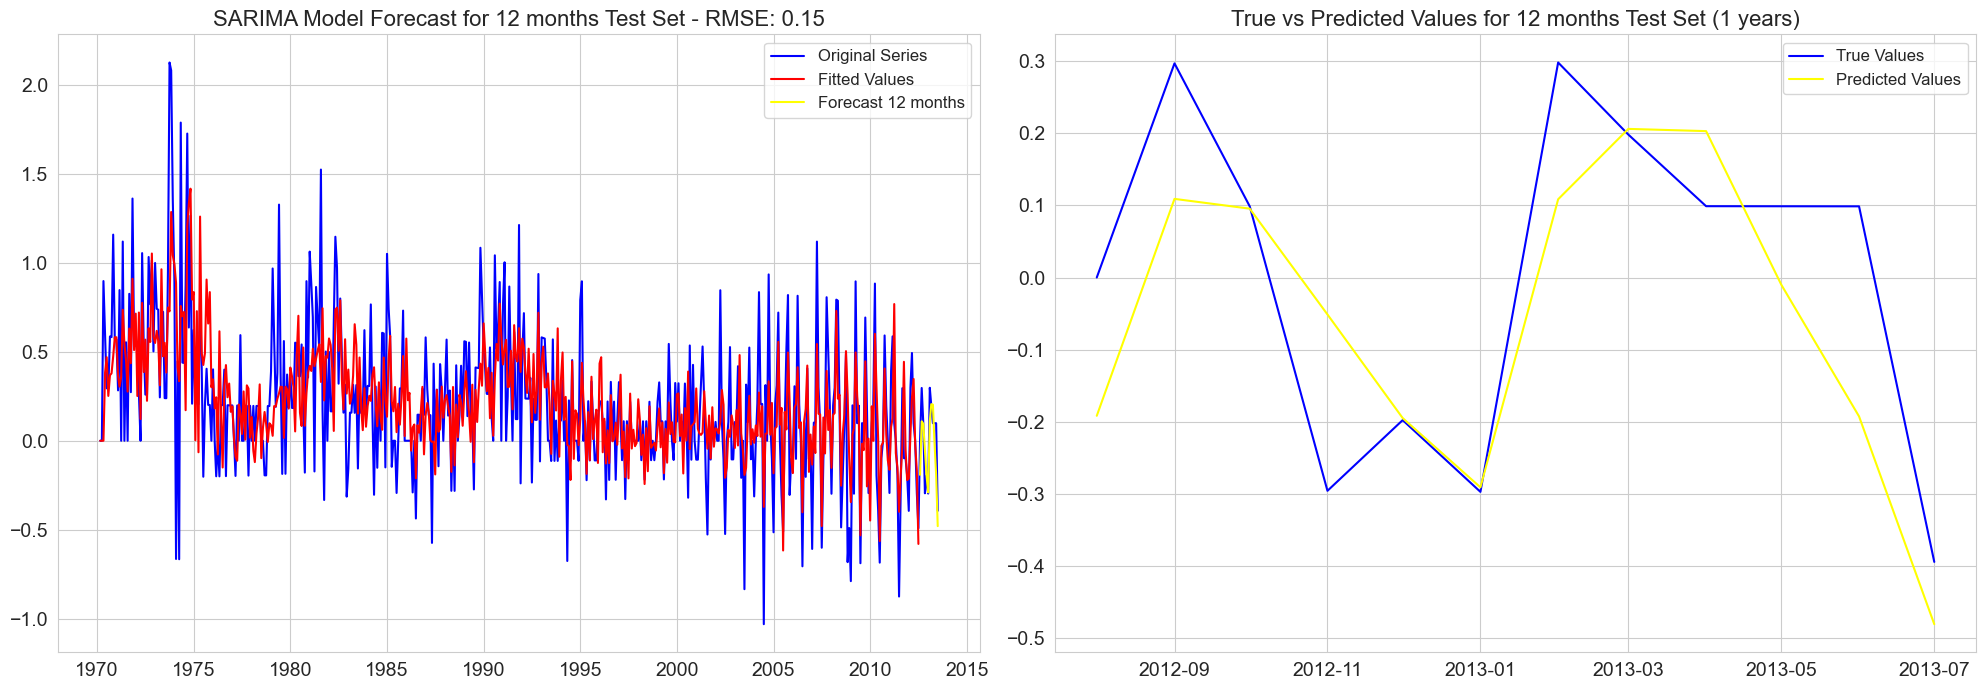 SARIMA Model Forecast for 12 months Test Set - RMSE: 0.15
Original Series
Fitted Values
Forecast 12 months
2.0
1.5
1.0
0.5
0.0
−0.5
−1.0
1970 1975 1980 1985 1990 1995 2000 2005 2010 2015
True vs Predicted Values for 12 months Test Set (1 years)
True Values
Predicted Values
0.3
0.2
0.1
0.0
−0.1
−0.2
−0.3
−0.4
−0.5
2012-09 2012-11 2013-01 2013-03 2013-05 2013-07